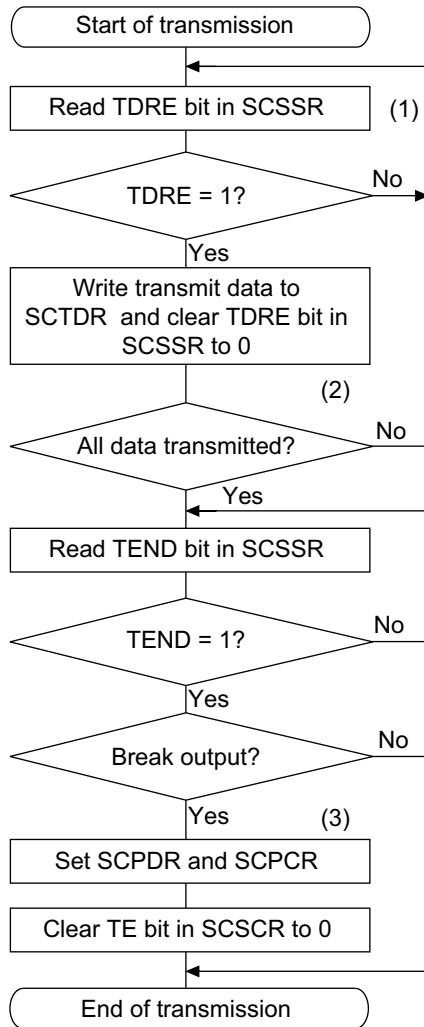 Start of transmission
Read TDRE bit in SCSSR
(1)
TDRE = 1?
No
Yes
Write transmit data to
SCTDR and clear TDRE bit in
SCSSR to 0
(2)
All data transmitted?
No
Yes
Read TEND bit in SCSSR
TEND = 1?
No
Yes
Break output?
No
Yes
(3)
Set SCPDR and SCPCR
Clear TE bit in SCSCR to 0
End of transmission